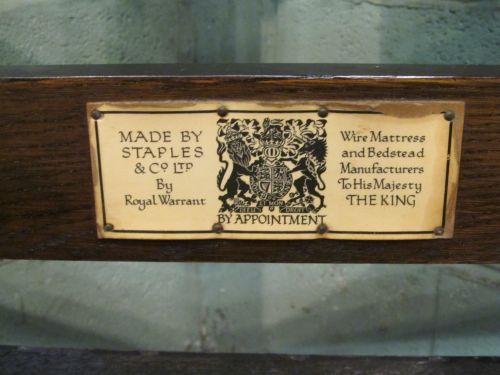 MADE BY
STAPLES
& Co LTD
By
Royal Warrant
BY APPOINTMENT
Wire Mattress
and Bedstead
Manufacturers
To His Majesty
THE KING